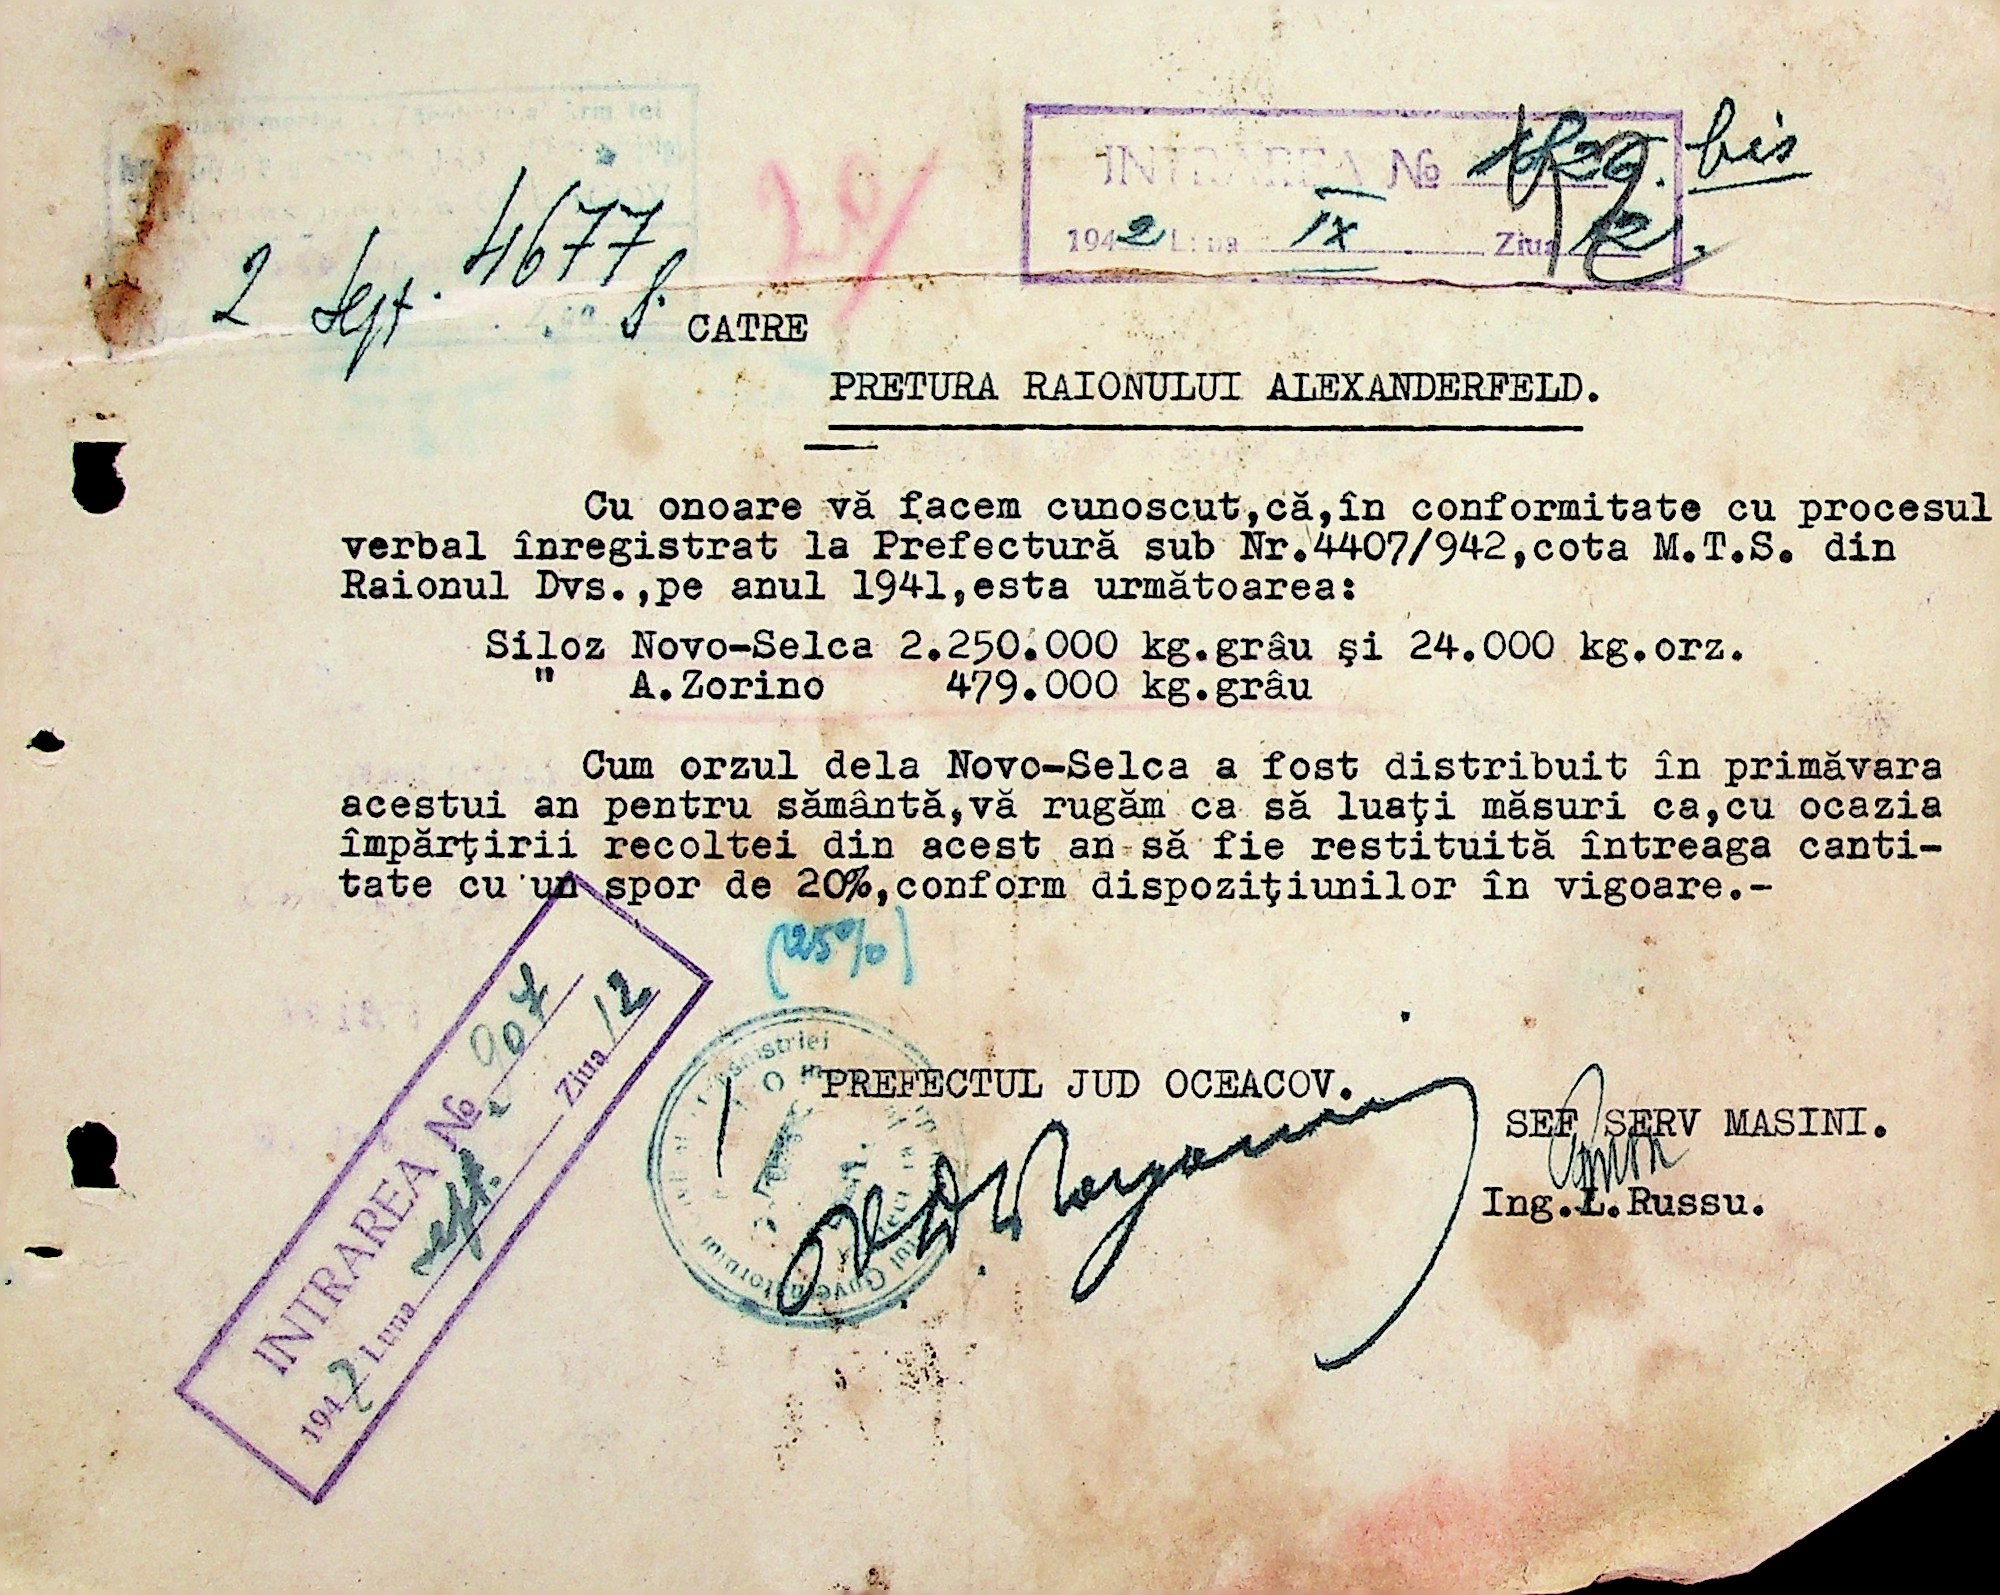 INTRAREA № bis
1942 Luna IX Ziua 12.
2 Sept. 4677
CATRE
PRETURA RAIONULUI ALEXANDERFELD.
Cu onoare vă facem cunoscut,că,în conformitate cu procesul
verbal înregistrat la Prefectură sub Nr.4407/942,cota M.T.S. din
Raionul Dvs.,pe anul 1941,esta următoarea:
Siloz Novo-Selca 2.250.000 kg.grâu şi 24.000 kg.orz.
" A.Zorino 479.000 kg.grâu
Cum orzul dela Novo-Selca a fost distribuit în primăvara
acestui an pentru sământă,vă rugăm ca să luaţi măsuri ca,cu ocazia
împărţirii recoltei din acest an să fie restituită întreaga canti-
tate cu un spor de 20%,conform dispoziţiunilor în vigoare.-
(25%)
PREFECTUL JUD OCEACOV.
SEF SERV MASINI.
Ing.L.Russu.
INTRAREA №
1942 Luna sept. Ziua 12